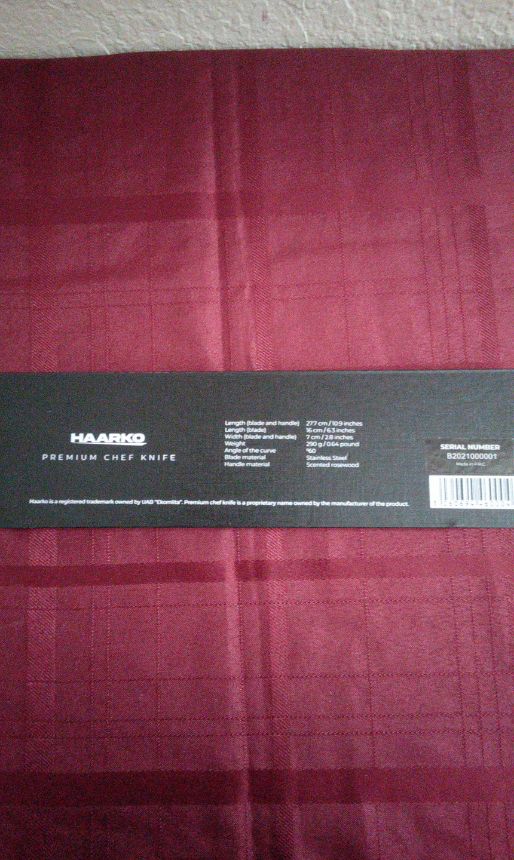 HAARKO
PREMIUM CHEF KNIFE
Length (blade and handle) 27.7 cm / 10.9 inches
Length (blade) 16 cm / 6.3 inches
Width (blade and handle) 7 cm / 2.8 inches
Weight 290 g / 0.64 pound
Angle of the curve °60
Blade material Stainless Steel
Handle material Scented rosewood
SERIAL NUMBER
B2021000001
Made in P.R.C.
Haarko is a registered trademark owned by UAB "Ekomlita". Premium chef knife is a proprietary name owned by the manufacturer of the product.